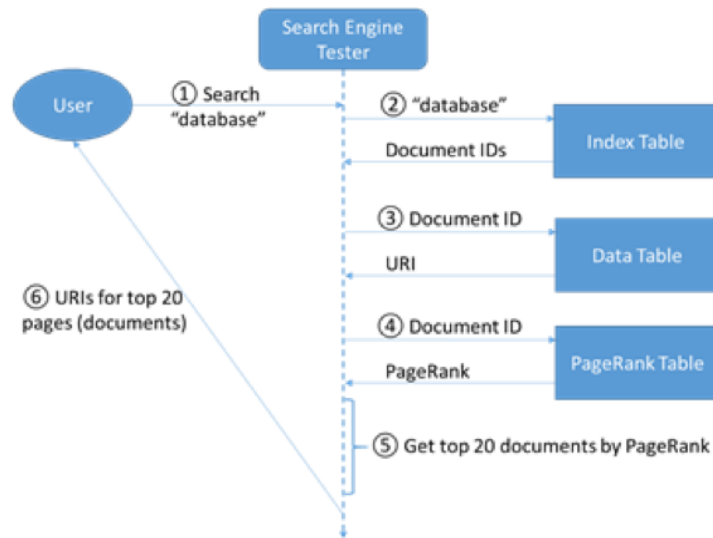 Search Engine
Tester
User
① Search
“database”
② “database”
Index Table
Document IDs
③ Document ID
Data Table
URI
⑥ URIs for top 20
pages (documents)
④ Document ID
PageRank Table
PageRank
⑤ Get top 20 documents by PageRank